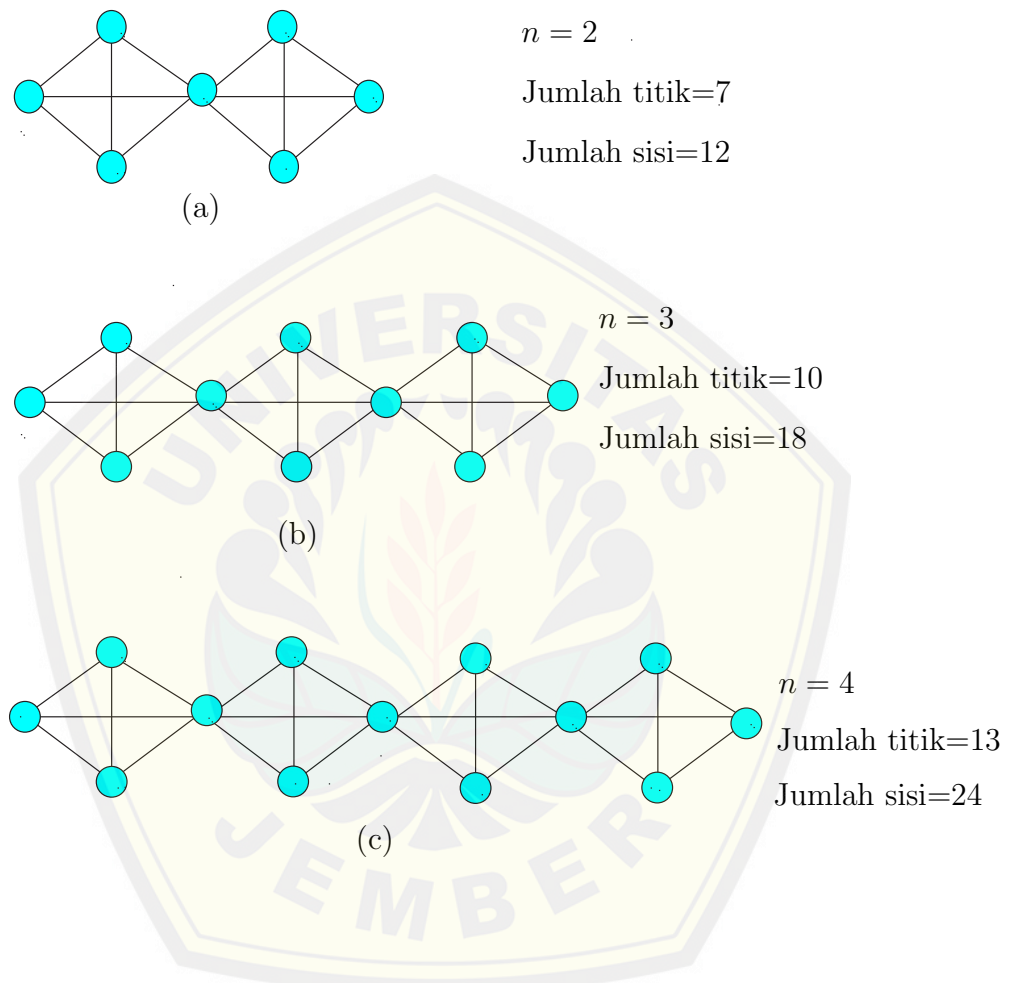 n = 2
Jumlah titik=7
Jumlah sisi=12
(a)
UNIVERSITAS
n = 3
Jumlah titik=10
Jumlah sisi=18
(b)
n = 4
Jumlah titik=13
Jumlah sisi=24
(c)
JEMBER